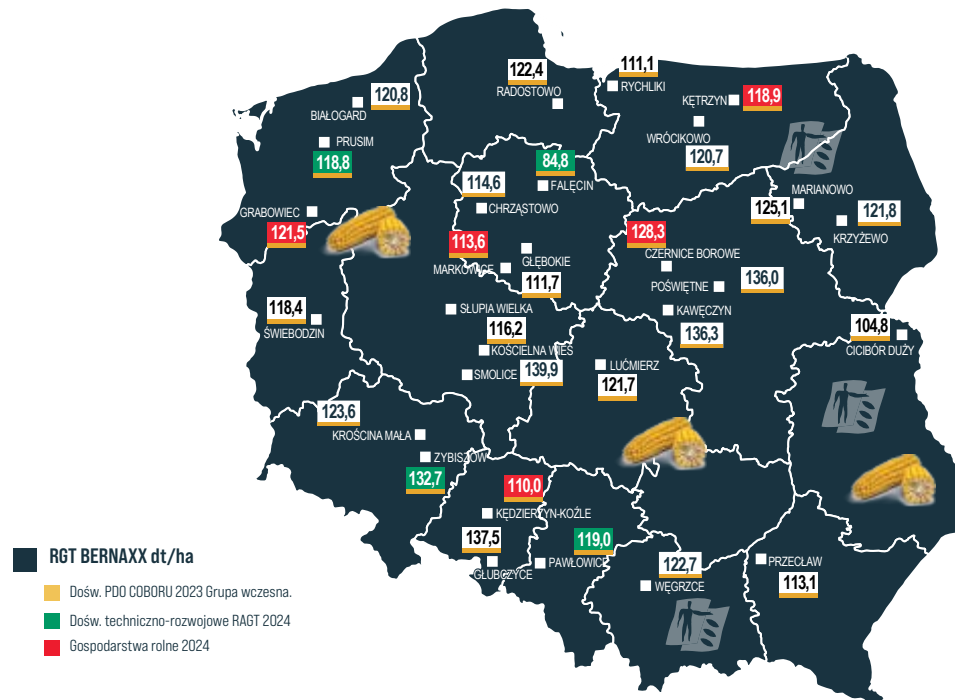 111,1
RYCHLIKI
122,4
RADOSTOWO
120,8
BIAŁOGARD
KĘTRZYN
118,9
WRÓCIKOWO
120,7
PRUSIM
118,8
84,8
FALĘCIN
114,6
CHRZĄSTOWO
MARIANOWO
125,1
121,8
KRZYŻEWO
GRABOWIEC
121,5
113,6
MARKOWICE
GŁĘBOKIE
111,7
128,3
CZERNICE BOROWE
POŚWIĘTNE
136,0
KAWĘCZYN
136,3
118,4
ŚWIEBODZIN
SŁUPIA WIELKA
116,2
KOŚCIELNA WIEŚ
SMOLICE
139,9
LUĆMIERZ
121,7
104,8
CICIBÓR DUŻY
123,6
KROŚCINA MAŁA
ZYBISZÓW
132,7
110,0
KĘDZIERZYN-KOŹLE
137,5
GŁUBCZYCE
119,0
PAWŁOWICE
122,7
WĘGRZCE
PRZECŁAW
113,1
RGT BERNAXX dt/ha
Dośw. PDO COBORU 2023 Grupa wczesna.
Dośw. techniczno-rozwojowe RAGT 2024
Gospodarstwa rolne 2024